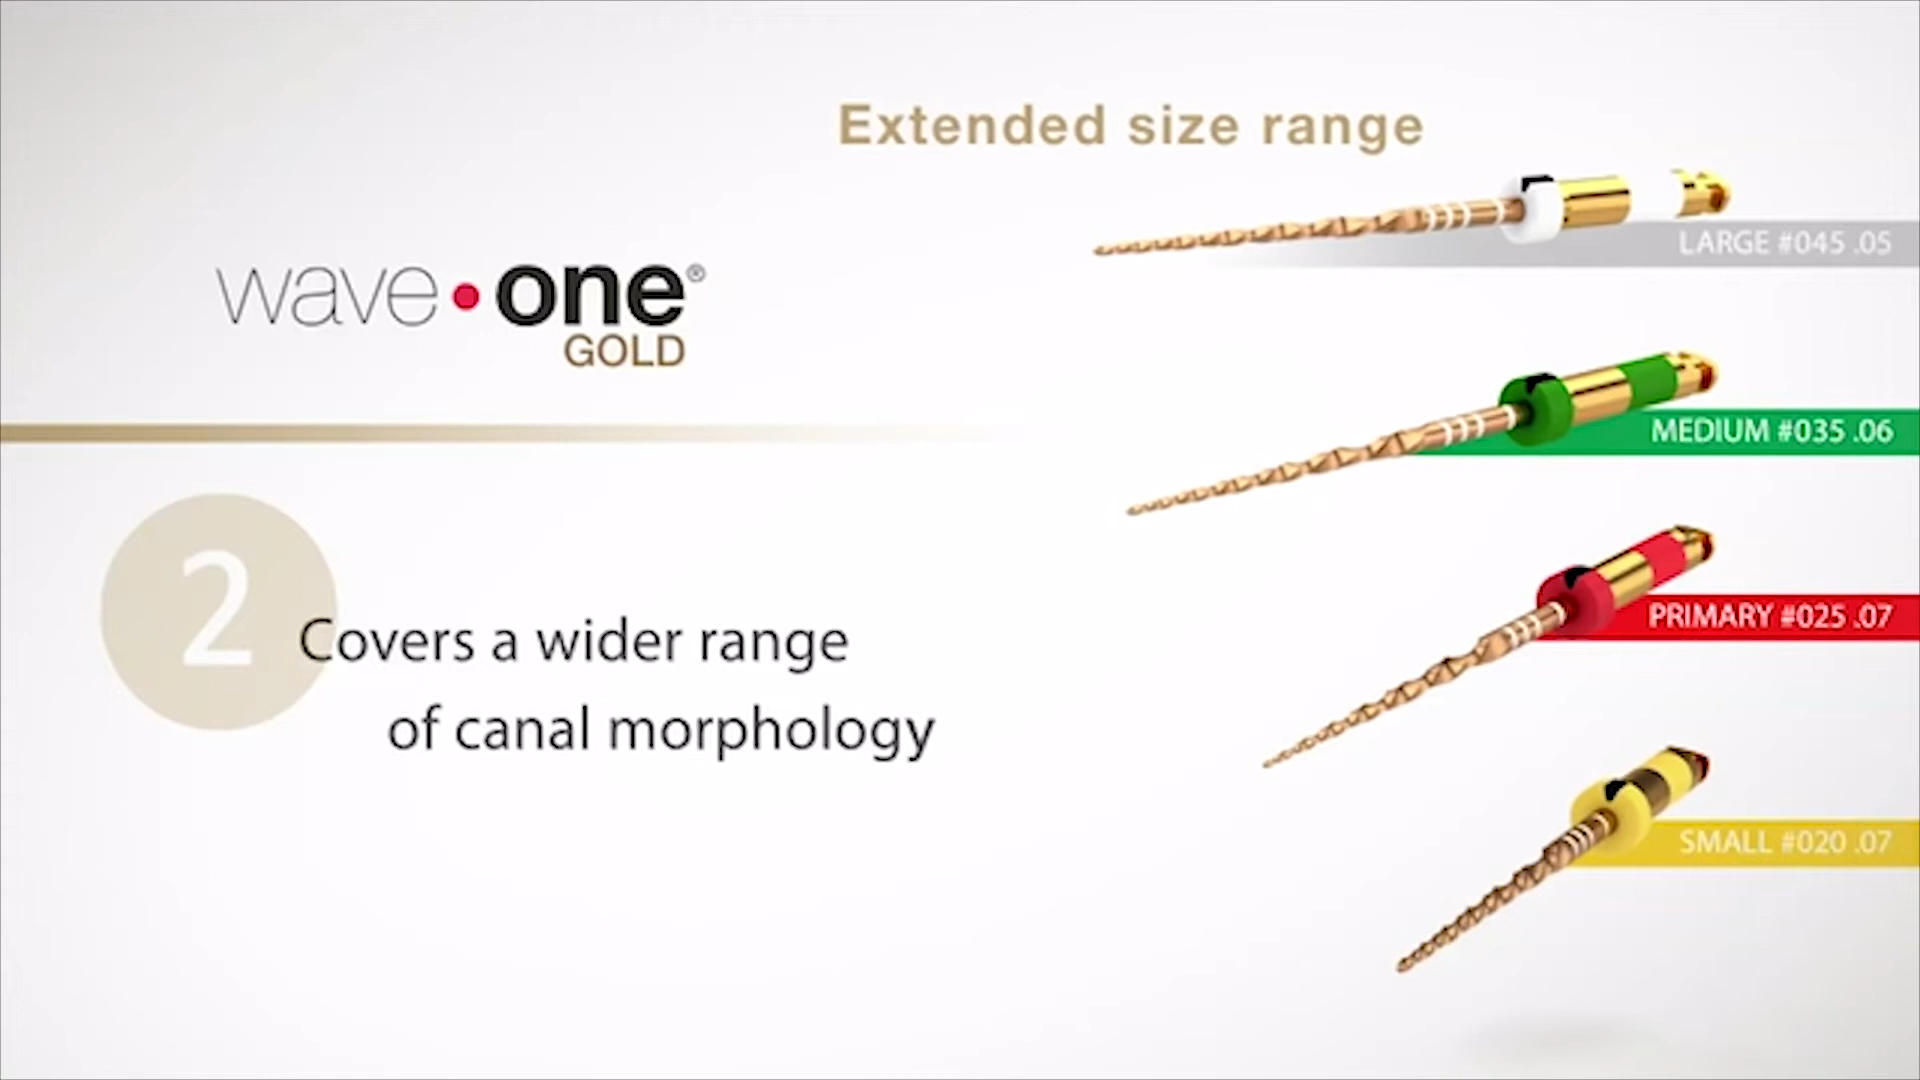 Extended size range
wave•one®
GOLD
LARGE #045 .05
MEDIUM #035 .06
PRIMARY #025 .07
SMALL #020 .07
2
Covers a wider range
of canal morphology